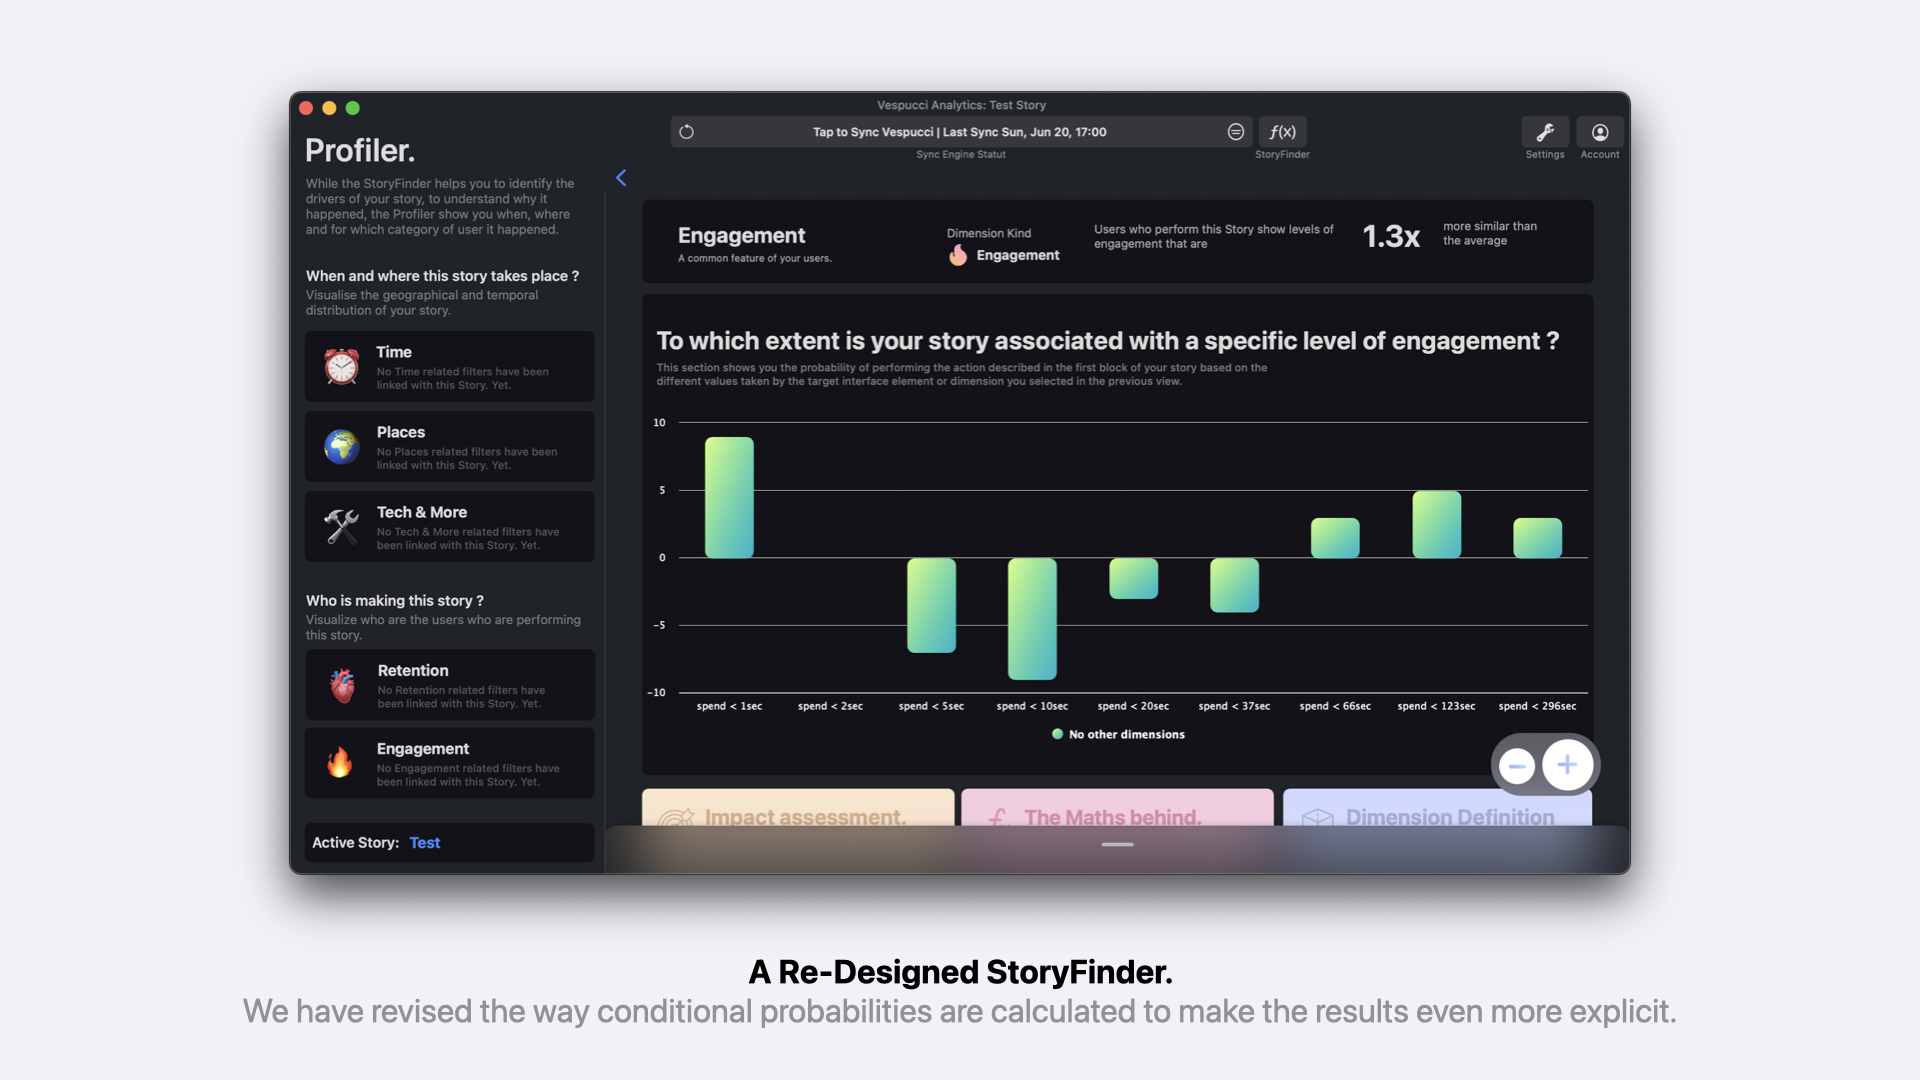 Vespucci Analytics: Test Story
Tap to Sync Vespucci | Last Sync Sun, Jun 20, 17:00
f(x)
Sync Engine Statut
StoryFinder
Settings
Account
Profiler.
While the StoryFinder helps you to identify the
drivers of your story, to understand why it
happened, the Profiler show you when, where
and for which category of user it happened.
When and where this story takes place ?
Visualise the geographical and temporal
distribution of your story.
Time
No Time related filters have been
linked with this Story. Yet.
Places
No Places related filters have been
linked with this Story. Yet.
Tech & More
No Tech & More related filters have
been linked with this Story. Yet.
Who is making this story ?
Visualize who are the users who are performing
this story.
Retention
No Retention related filters have
been linked with this Story. Yet.
Engagement
No Engagement related filters have
been linked with this Story. Yet.
Active Story: Test
Engagement
A common feature of your users.
Dimension Kind
Engagement
Users who perform this Story show levels of
engagement that are
1.3x
more similar than
the average
To which extent is your story associated with a specific level of engagement ?
This section shows you the probability of performing the action described in the first block of your story based on the
different values taken by the target interface element or dimension you selected in the previous view.
10
5
0
-5
-10
spend < 1sec spend < 2sec spend < 5sec spend < 10sec spend < 20sec spend < 37sec spend < 66sec spend < 123sec spend < 296sec
No other dimensions
Impact assessment.
The Maths behind.
Dimension Definition
A Re-Designed StoryFinder.
We have revised the way conditional probabilities are calculated to make the results even more explicit.